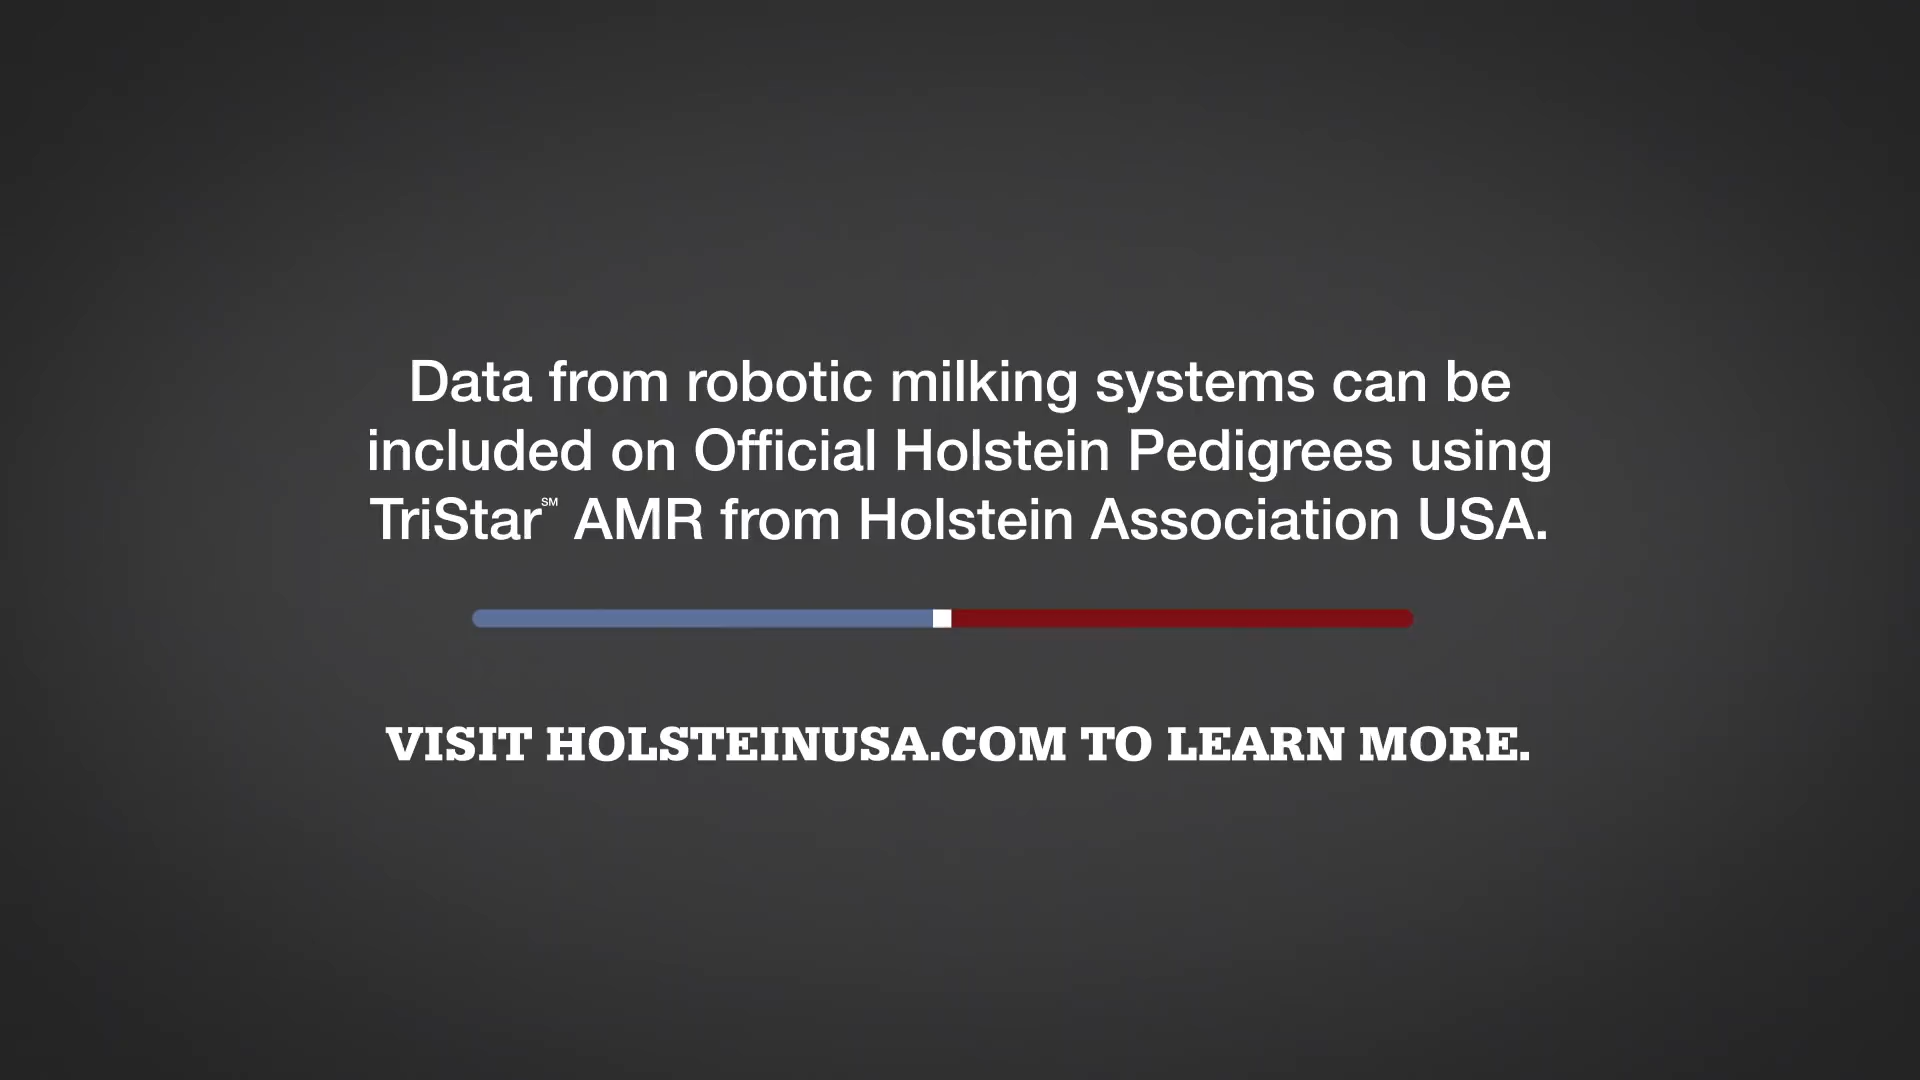 Data from robotic milking systems can be
included on Official Holstein Pedigrees using
TriStar℠ AMR from Holstein Association USA.
VISIT HOLSTEINUSA.COM TO LEARN MORE.